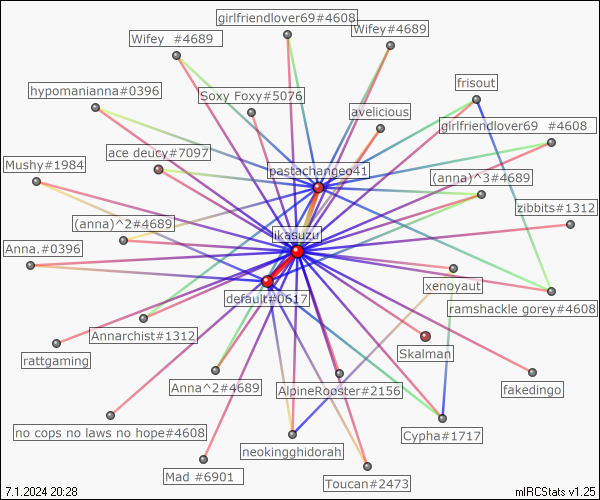 girlfriendlover69#4608
Wifey#4689
Wifey  #4689
frisout
hypomanianna#0396
Soxy Foxy#5076
avelicious
girlfriendlover69  #4608
ace deucy#7097
Mushy#1984
pastachangeo41
(anna)^3#4689
zibbits#1312
(anna)^2#4689
ikasuzu
Anna.#0396
xenoyaut
default#0617
ramshackle gorey#4608
Annarchist#1312
Skalman
rattgaming
Anna^2#4689
AlpineRooster#2156
fakedingo
no cops no laws no hope#4608
Cypha#1717
neokingghidorah
Mad #6901
Toucan#2473
7.1.2024 20:28
mIRCStats v1.25